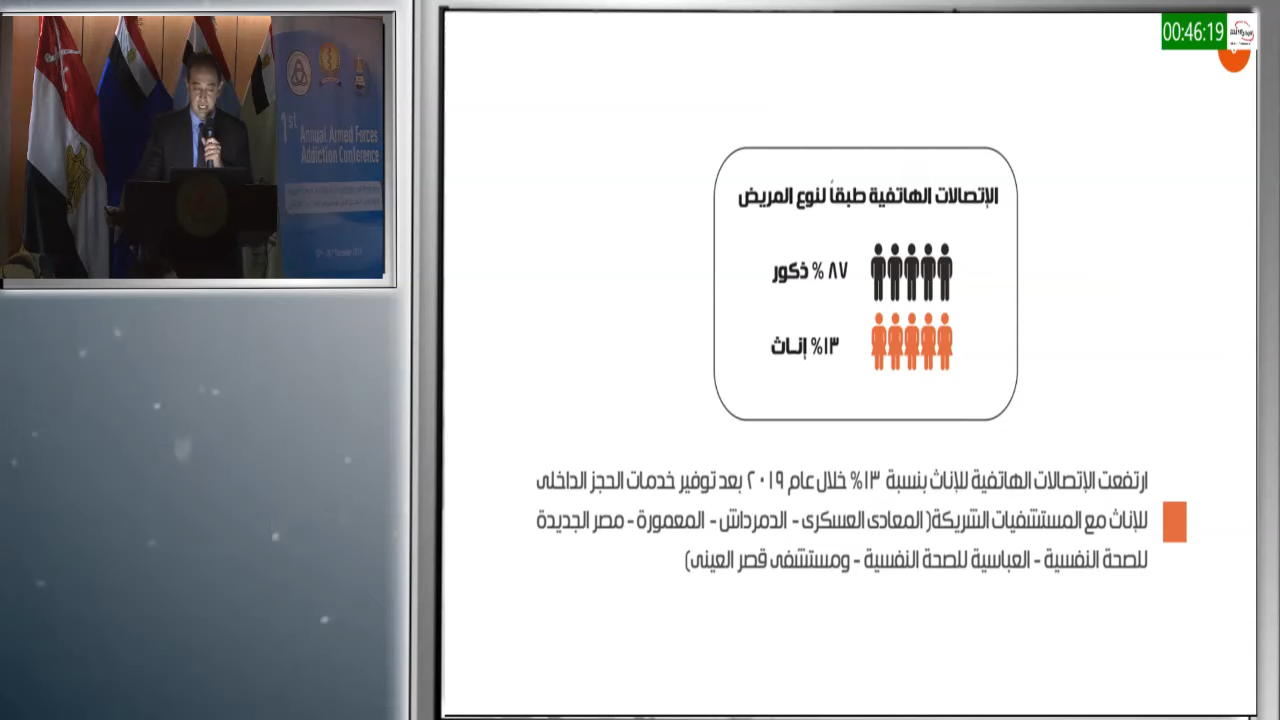 1st
Annual Armed Forces
Addiction Conference
00:46:19
الإتصالات الهاتفية طبقاً لنوع المريض
٨٧ % ذكور
١٣% إنـاث
ارتفعت الإتصالات الهاتفية للإناث بنسبة ١٣% خلال عام ٢٠١٩ بعد توفير خدمات الحجز الداخلى
للإناث مع المستشفيات الشريكة( المعادى العسكرى - الدمرداش - المعمورة - مصر الجديدة
للصحة النفسية - العباسية للصحة النفسية - ومستشفى قصر العينى)